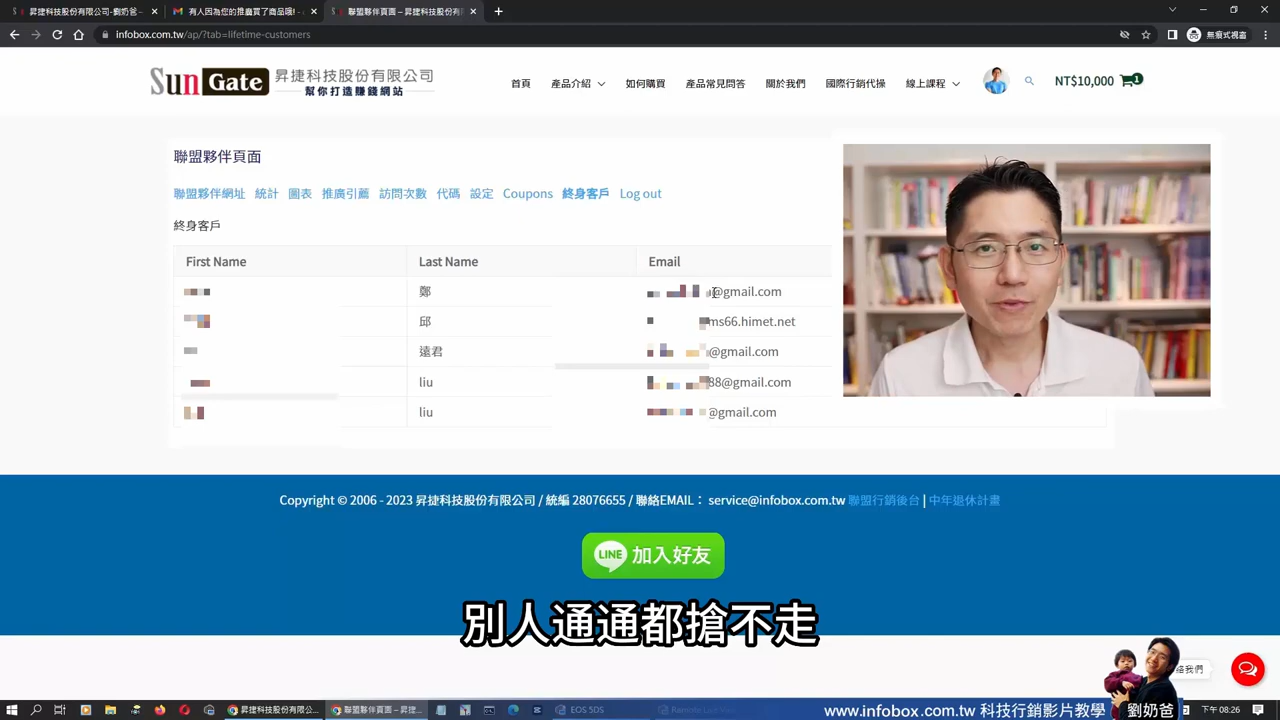 昇捷科技股份有限公司-劉奶爸
您的聯盟夥伴推廣了商品 - 昇捷
聯盟夥伴頁面 – 昇捷科技股份有
infobox.com.tw/ap/?tab=lifetime-customers
無痕式視窗
SunGate 昇捷科技股份有限公司
幫你打造賺錢網站
首頁 產品介紹 如何購買 產品常見問答 關於我們 國際行銷代操 線上課程 NT$10,000 1
聯盟夥伴頁面
聯盟夥伴網址 統計 圖表 推廣引薦 訪問次數 代碼 設定 Coupons 終身客戶 Log out
終身客戶
First Name Last Name Email
鄭 @gmail.com
邱 ms66.himet.net
遠君 @gmail.com
liu 88@gmail.com
liu @gmail.com
Copyright © 2006 - 2023 昇捷科技股份有限公司 / 統編 28076655 / 聯絡EMAIL： service@infobox.com.tw 聯盟行銷後台 | 中年退休計畫
LINE 加入好友
別人通通都搶不走
絡我們
昇捷科技股份有限...
聯盟夥伴頁面 – 昇捷...
EOS 5DS
www.infobox.com.tw 科技行銷影片教學
劉奶爸
下午 08:26